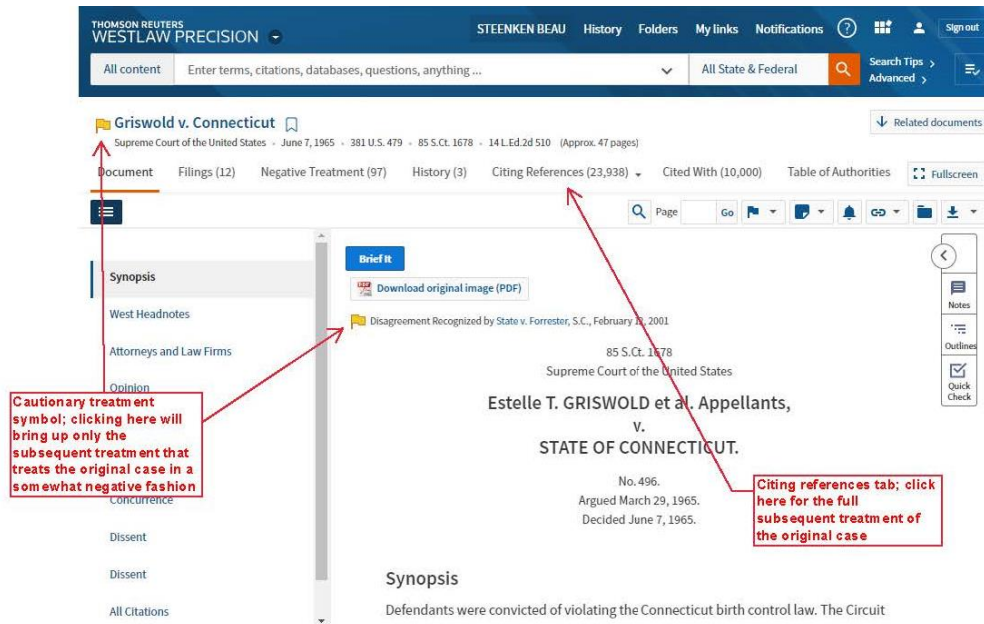 THOMSON REUTERS
WESTLAW PRECISION
STEENKEN BEAU History Folders My links Notifications ? Sign out
All content Enter terms, citations, databases, questions, anything ... All State & Federal Search Tips >
Advanced >
Griswold v. Connecticut
Related documents
Supreme Court of the United States - June 7, 1965 - 381 U.S. 479 - 85 S.Ct. 1678 - 14 L.Ed.2d 510 (Approx. 47 pages)
Document Filings (12) Negative Treatment (97) History (3) Citing References (23,938) Cited With (10,000) Table of Authorities Fullscreen
Page Go
Synopsis
West Headnotes
Attorneys and Law Firms
Opinion
Concurrence
Dissent
Dissent
All Citations
Cautionary treatment
symbol; clicking here will
bring up only the
subsequent treatment that
treats the original case in a
somewhat negative fashion
Brief It
Download original image (PDF)
Disagreement Recognized by State v. Forrester, S.C., February 12, 2001
85 S.Ct. 1678
Supreme Court of the United States
Estelle T. GRISWOLD et al. Appellants,
v.
STATE OF CONNECTICUT.
No. 496.
Argued March 29, 1965.
Decided June 7, 1965.
Citing references tab; click
here for the full
subsequent treatment of
the original case
Synopsis
Defendants were convicted of violating the Connecticut birth control law. The Circuit
Notes
Outlines
Quick
Check